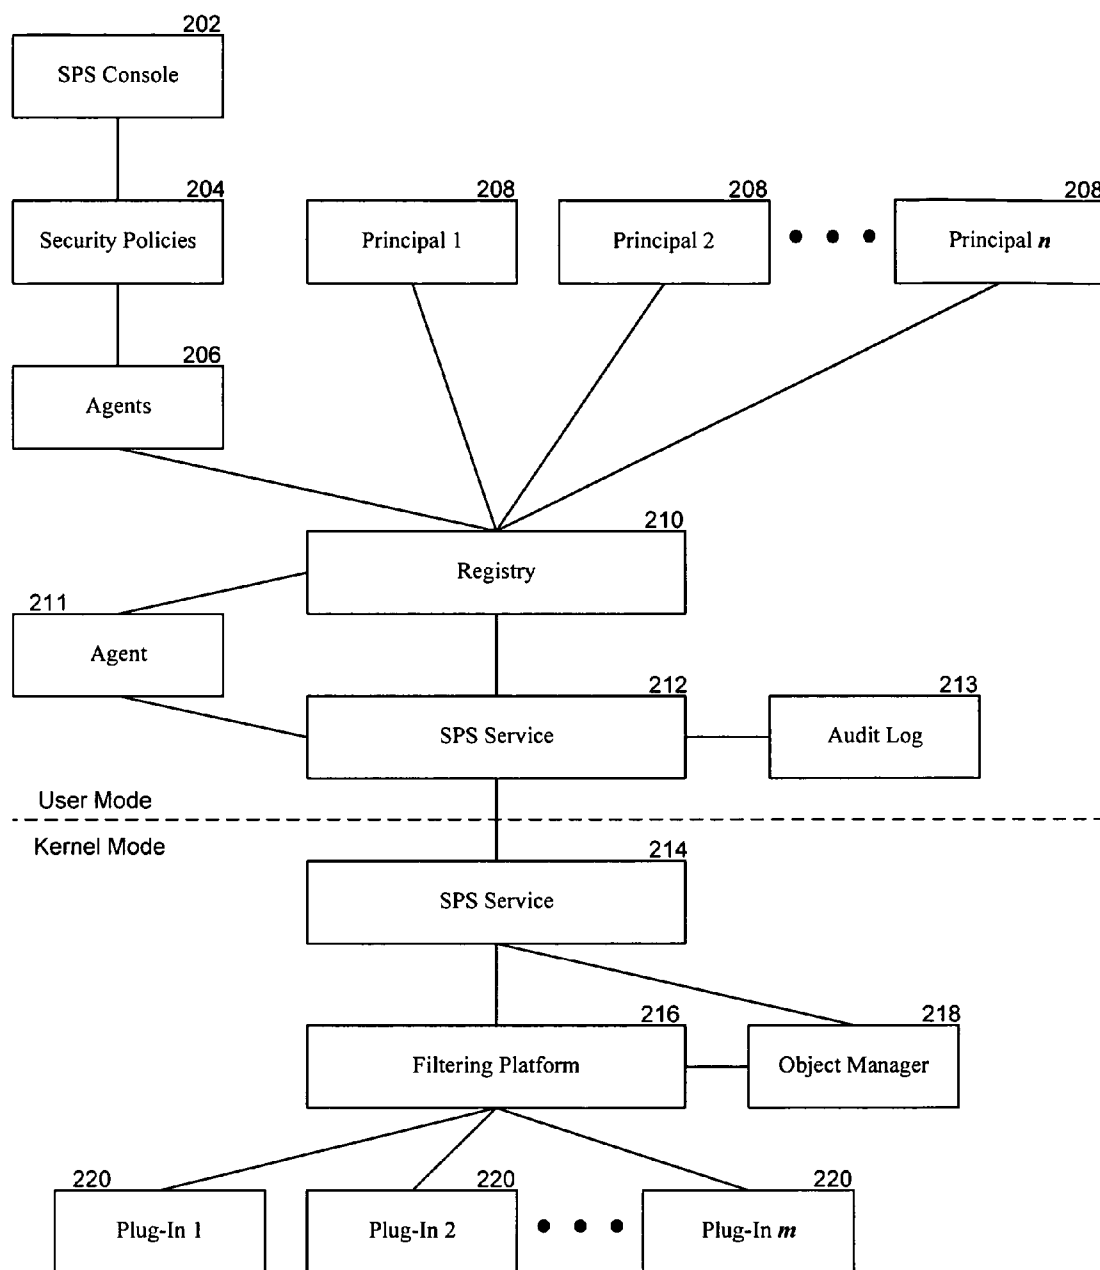 202
SPS Console
204
Security Policies
208
Principal 1
208
Principal 2
208
Principal n
206
Agents
210
Registry
211
Agent
212
SPS Service
213
Audit Log
User Mode
Kernel Mode
214
SPS Service
216
Filtering Platform
218
Object Manager
220
Plug-In 1
220
Plug-In 2
220
Plug-In m